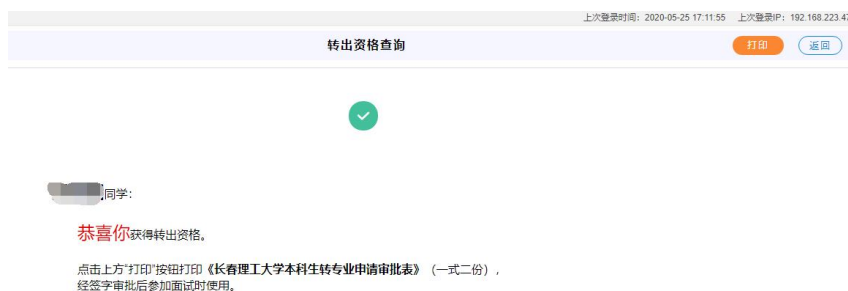 上次登录时间：2020-05-25 17:11:55 上次登录IP：192.168.223.47
转出资格查询 打印 返回
同学：
恭喜你获得转出资格。
点击上方“打印”按钮打印《长春理工大学本科生转专业申请审批表》（一式二份），
经签字审批后参加面试时使用。